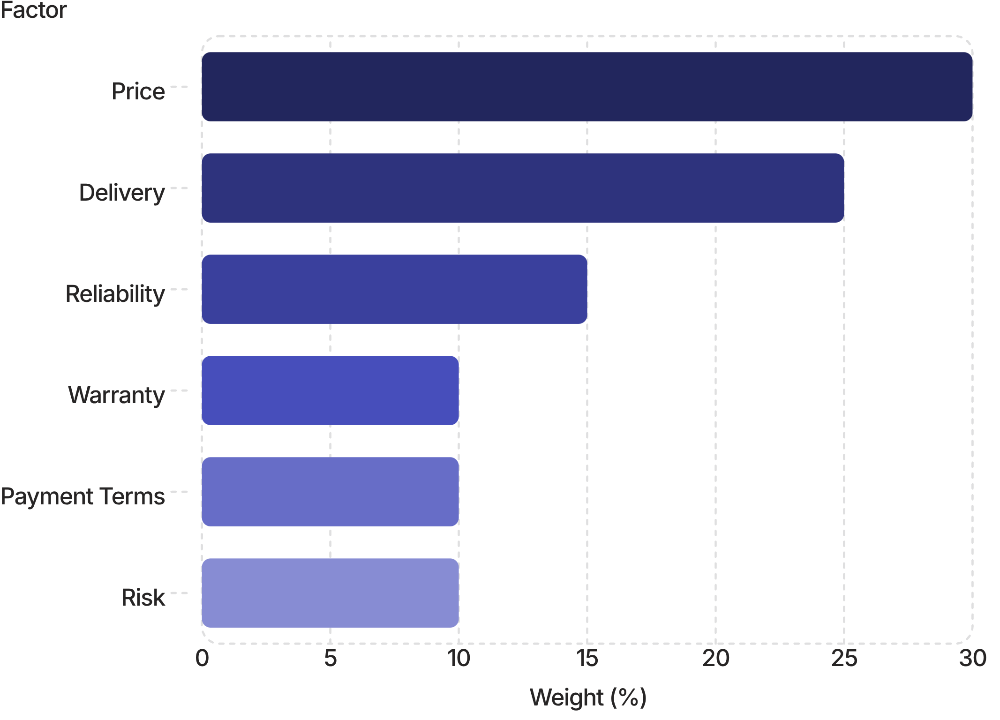 Factor
Price
Delivery
Reliability
Warranty
Payment Terms
Risk
0 5 10 15 20 25 30
Weight (%)